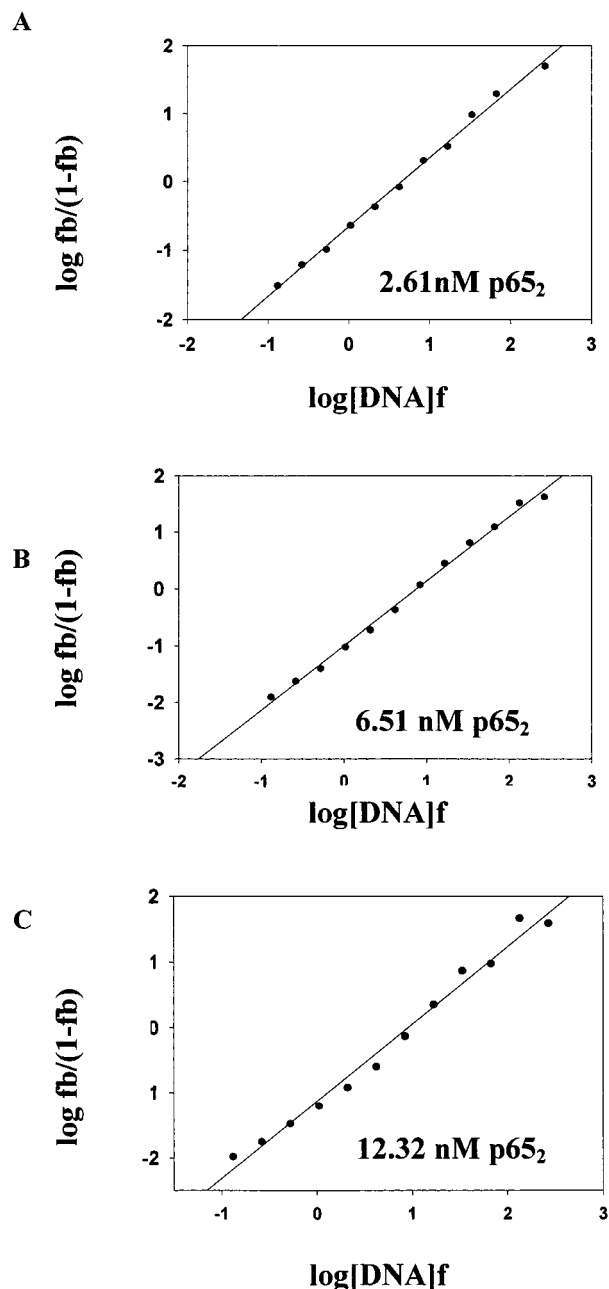 A
log fb/(1-fb)
2
1
0
-1
-2
2.61nM p65₂
-2 -1 0 1 2 3
log[DNA]f
B
log fb/(1-fb)
2
1
0
-1
-2
-3
6.51 nM p65₂
-2 -1 0 1 2 3
log[DNA]f
C
log fb/(1-fb)
2
1
0
1
-2
12.32 nM p65₂
-1 0 1 2 3
log[DNA]f